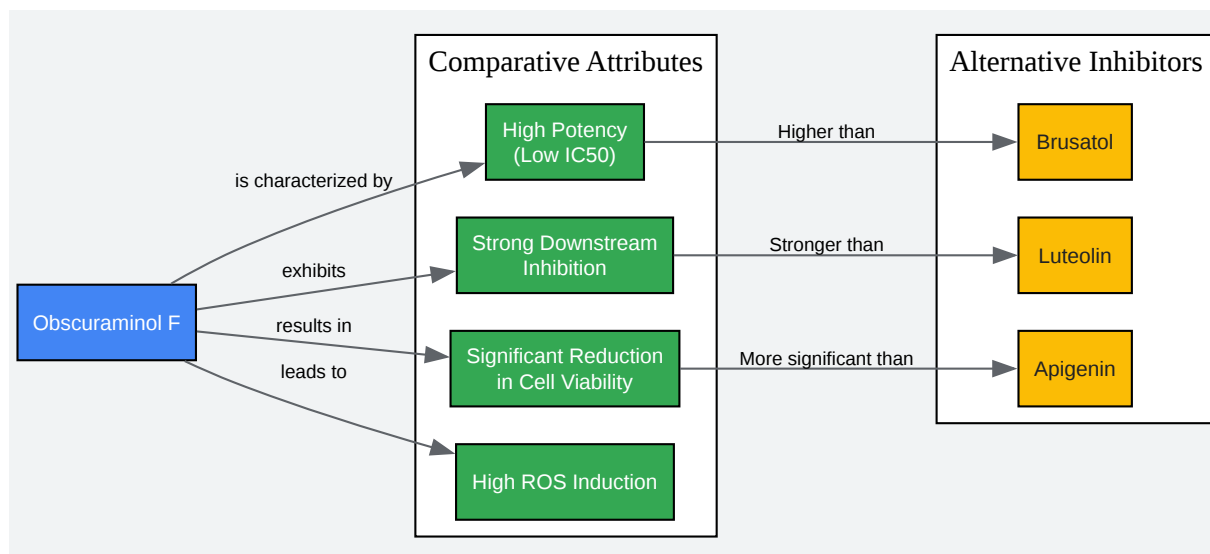 Comparative Attributes
Alternative Inhibitors
High Potency
(Low IC50)
Higher than
Brusatol
is characterized by
Strong Downstream
Inhibition
Stronger than
Luteolin
exhibits
Obscuraminol F
results in
Significant Reduction
in Cell Viability
More significant than
Apigenin
leads to
High ROS Induction